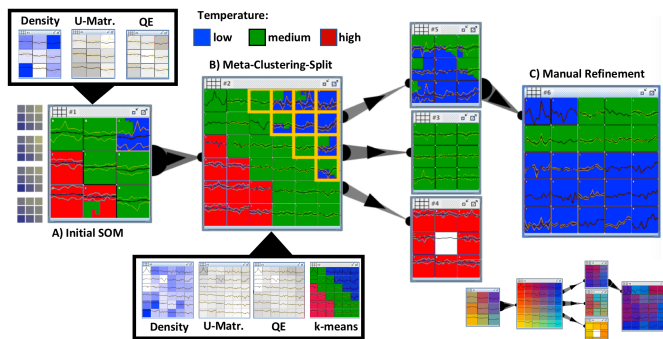 Density U-Matr. QE
Temperature:
low medium high
B) Meta-Clustering-Split
C) Manual Refinement
#1
#2
#5
#3
#4
#6
A) Initial SOM
Density U-Matr. QE k-means